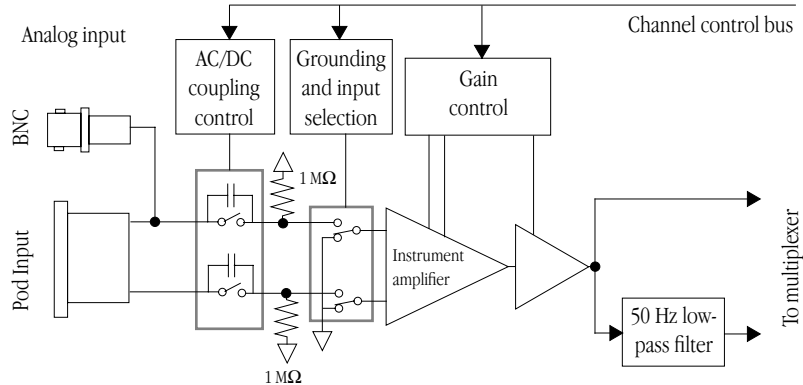 Analog input
Channel control bus
AC/DC
coupling
control
Grounding
and input
selection
Gain
control
BNC
1 MΩ
Pod Input
Instrument
amplifier
To multiplexer
50 Hz low-
pass filter
1 MΩ